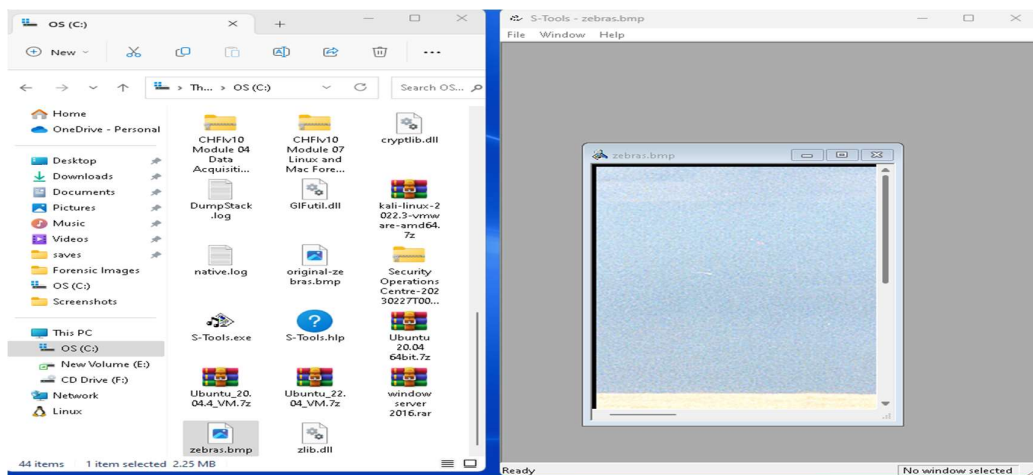 OS (C:)
New
Th... > OS (C:)
Search OS...
Home
OneDrive - Personal
Desktop
Downloads
Documents
Pictures
Music
Videos
saves
Forensic Images
OS (C:)
Screenshots
This PC
OS (C:)
New Volume (E:)
CD Drive (F:)
Network
Linux
CHFIv10
Module 04
Data
Acquisiti...
CHFIv10
Module 07
Linux and
Mac Fore...
cryptlib.dll
DumpStack
.log
GIFutil.dll
kali-linux-2
022.3-vmw
are-amd64.
7z
native.log
original-ze
bras.bmp
Security
Operations
Centre-202
30227T00...
S-Tools.exe
S-Tools.hlp
Ubuntu
20.04
64bit.7z
Ubuntu_20.
04.4_VM.7z
Ubuntu_22.
04_VM.7z
window
server
2016.rar
zebras.bmp
zlib.dll
44 items 1 item selected 2.25 MB
S-Tools - zebras.bmp
File Window Help
zebras.bmp
Ready
No window selected